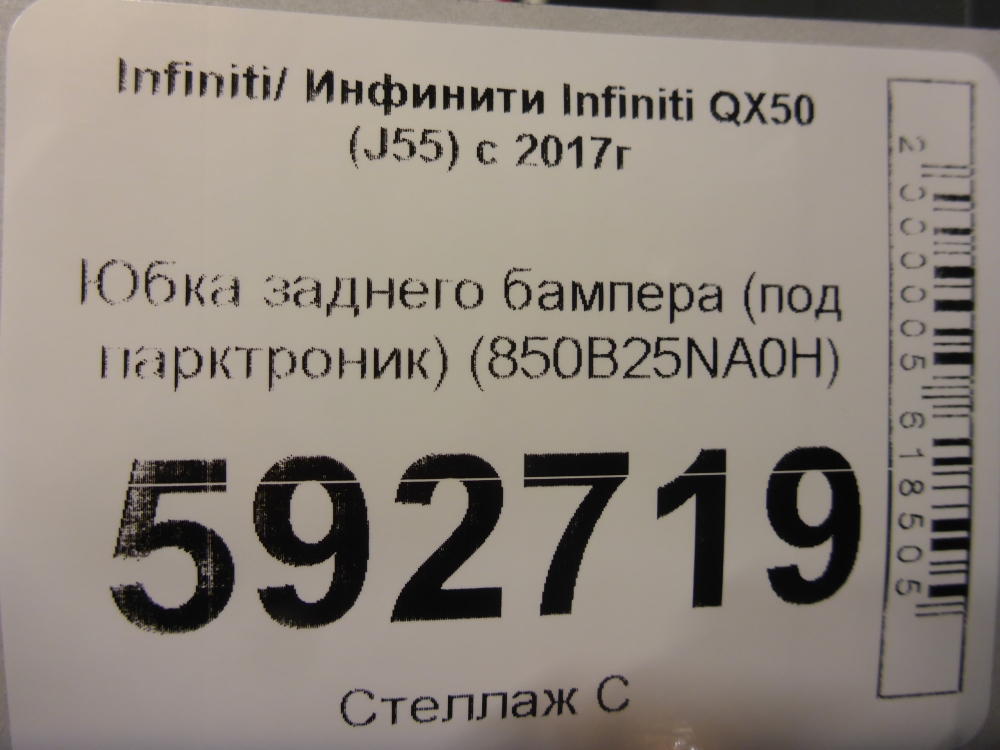 Infiniti/ Инфинити Infiniti QX50
(J55) с 2017г
Юбка заднего бампера (под
парктроник) (850B25NA0H)
592719
Стеллаж С
2000005618505